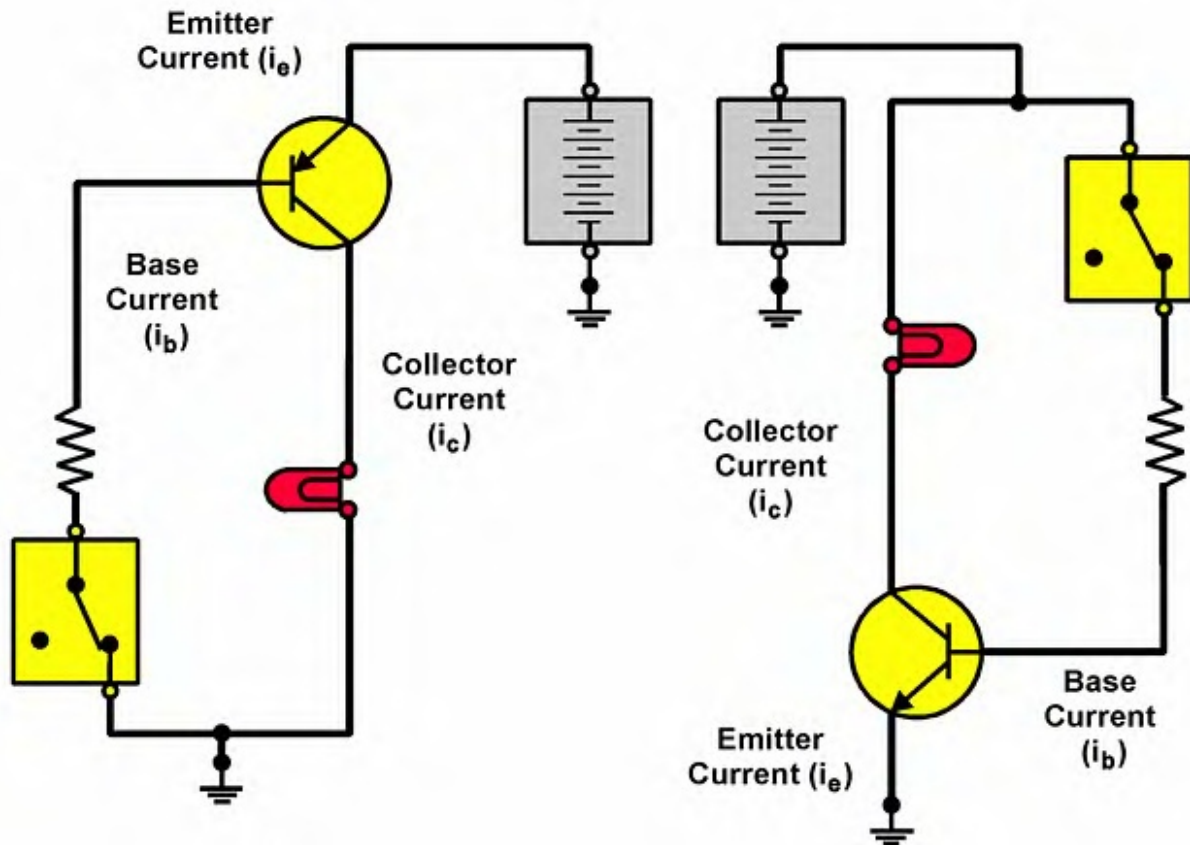 Emitter
Current (ie)
Base
Current
(ib)
Collector
Current
(ic)
Collector
Current
(ic)
Emitter
Current (ie)
Base
Current
(ib)